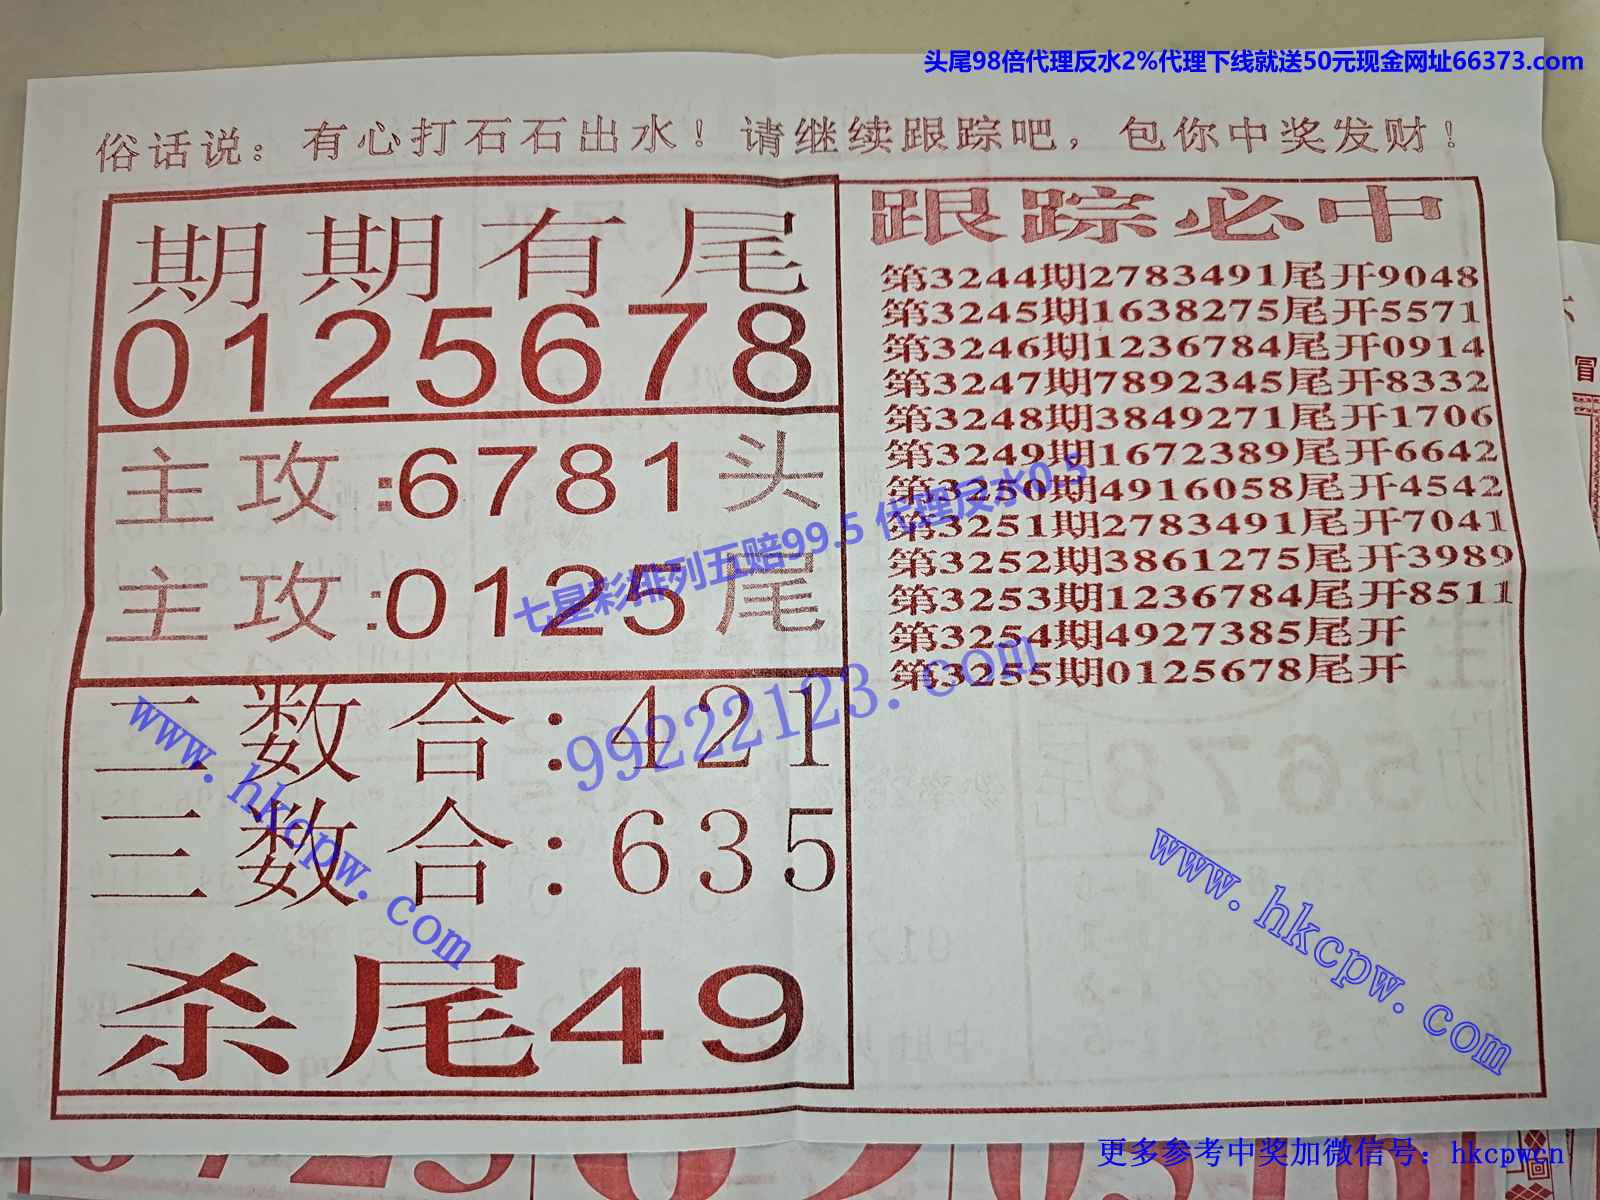 头尾98倍代理反水2%代理下线就送50元现金网址66373.com
俗话说：有心打石石出水！请继续跟踪吧，包你中奖发财！
期期有尾
0125678
主攻:6781头
主攻:0125尾
二数合:421
三数合:635
杀尾49
跟踪必中
第3244期2783491尾开9048
第3245期1638275尾开5571
第3246期1236784尾开0914
第3247期7892345尾开8332
第3248期3849271尾开1706
第3249期1672389尾开6642
第3250期4916058尾开4542
第3251期2783491尾开7041
第3252期3861275尾开3989
第3253期1236784尾开8511
第3254期4927385尾开
第3255期0125678尾开
七星彩排列五赔99.5 代理反水0.5
99222123.com
www.hkcpw.com
www.hkcpw.com
更多参考中奖加微信号：hkcpwcn